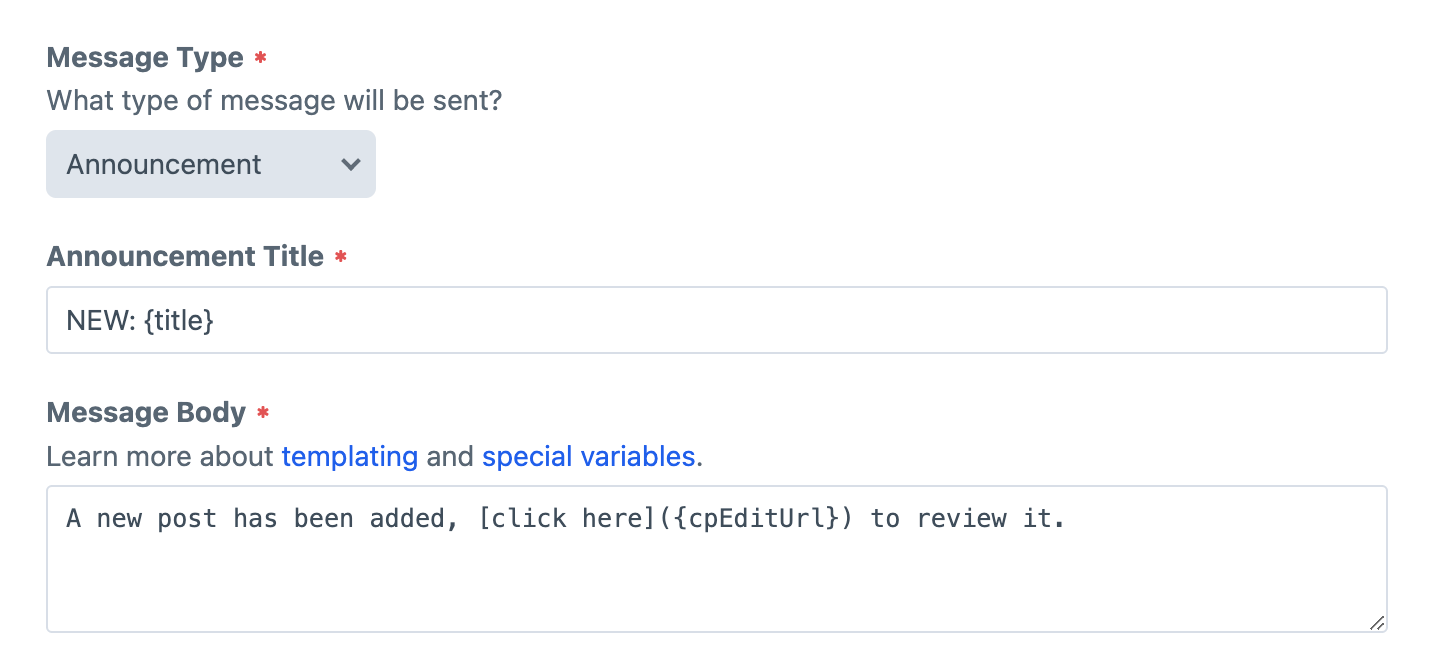 Message Type *
What type of message will be sent?
Announcement
Announcement Title *
NEW: {title}
Message Body *
Learn more about templating and special variables.
A new post has been added, [click here]({cpEditUrl}) to review it.